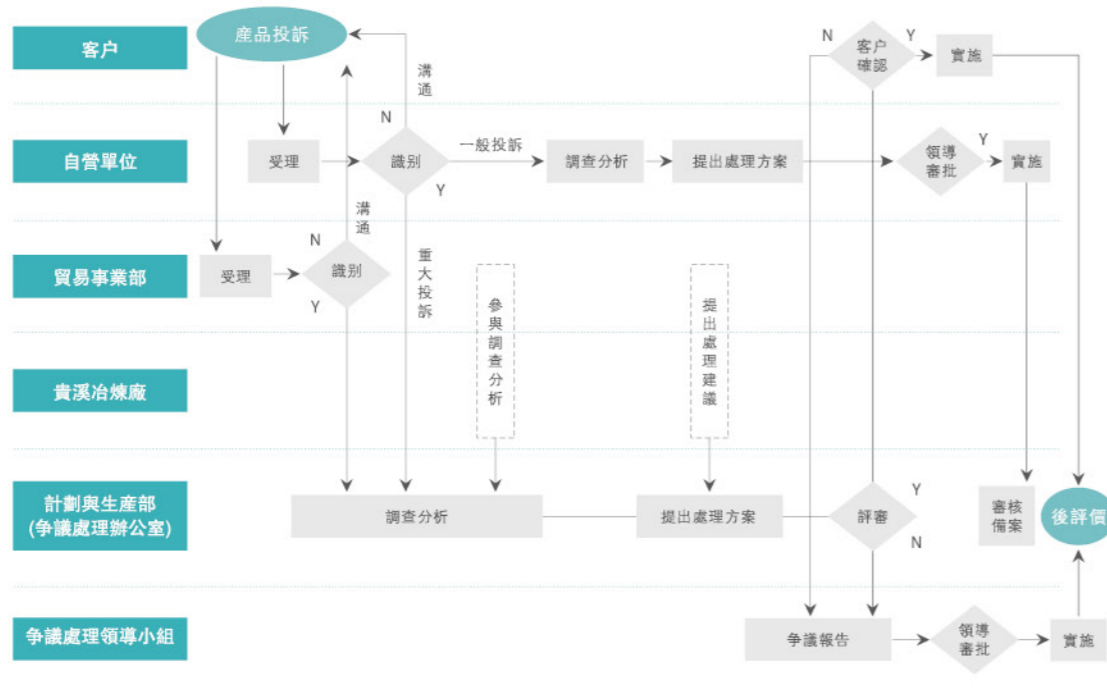 客户
産品投訴
溝通
N
客户
確認
Y
實施
自營單位
受理
N
識别
Y
一般投訴
調查分析
提出處理方案
領導
審批
Y
實施
貿易事業部
受理
N
識别
Y
溝通
重大投訴
參與調查分析
提出處理建議
貴溪冶煉廠
計劃與生産部
(争議處理辦公室)
調查分析
提出處理方案
Y
評審
N
審核
備案
後評價
争議處理領導小組
争議報告
領導
審批
實施